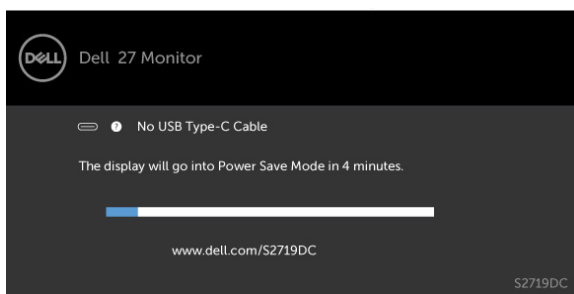 DELL
Dell 27 Monitor
? No USB Type-C Cable
The display will go into Power Save Mode in 4 minutes.
www.dell.com/S2719DC
S2719DC